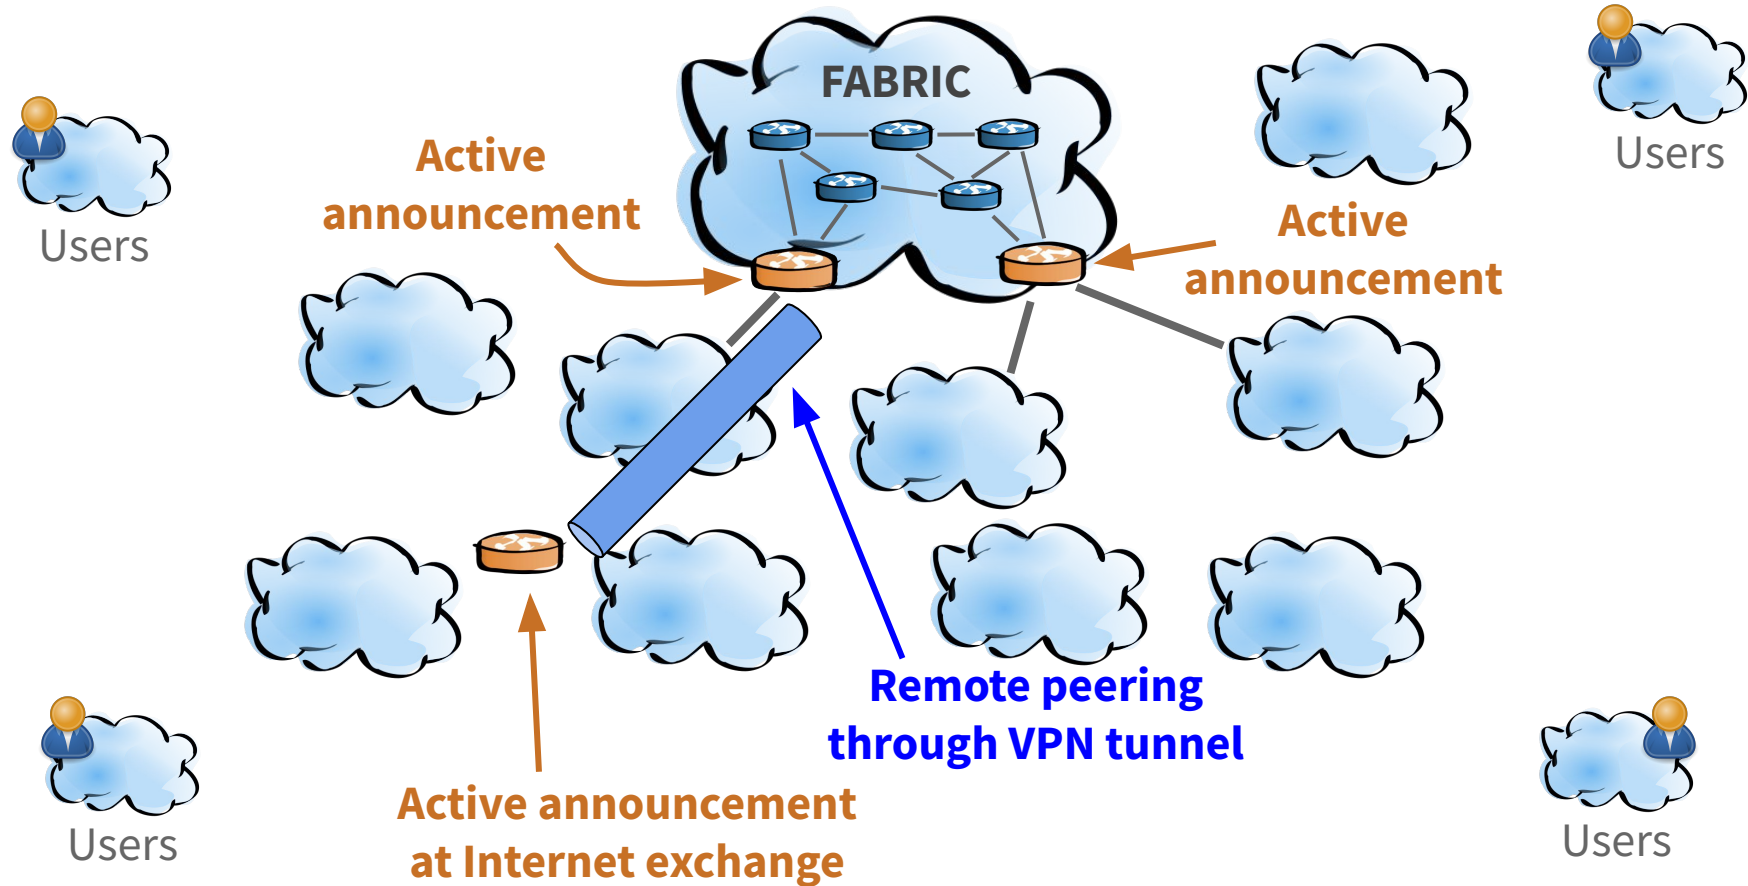 FABRIC
Active
announcement
Users
Users
Active
announcement
Remote peering
through VPN tunnel
Active announcement
at Internet exchange
Users
Users